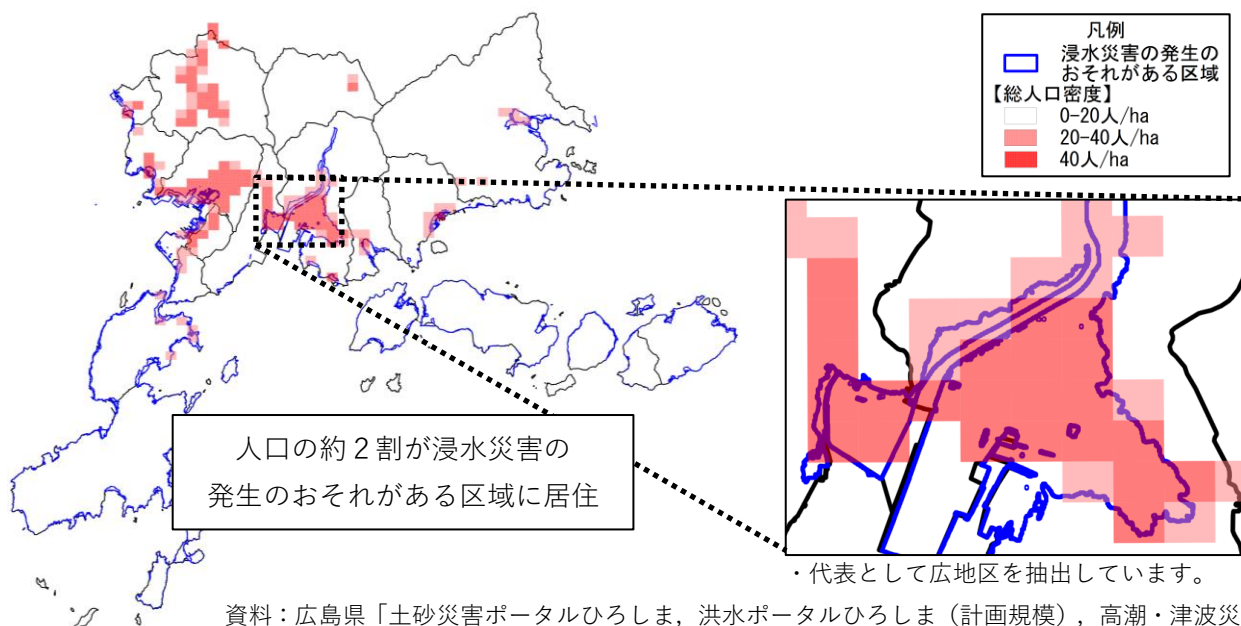 凡例
浸水災害の発生の
おそれがある区域
【総人口密度】
0-20人/ha
20-40人/ha
40人/ha
人口の約２割が浸水災害の
発生のおそれがある区域に居住
・代表として広地区を抽出しています。
資料：広島県「土砂災害ポータルひろしま，洪水ポータルひろしま（計画規模），高潮・津波災